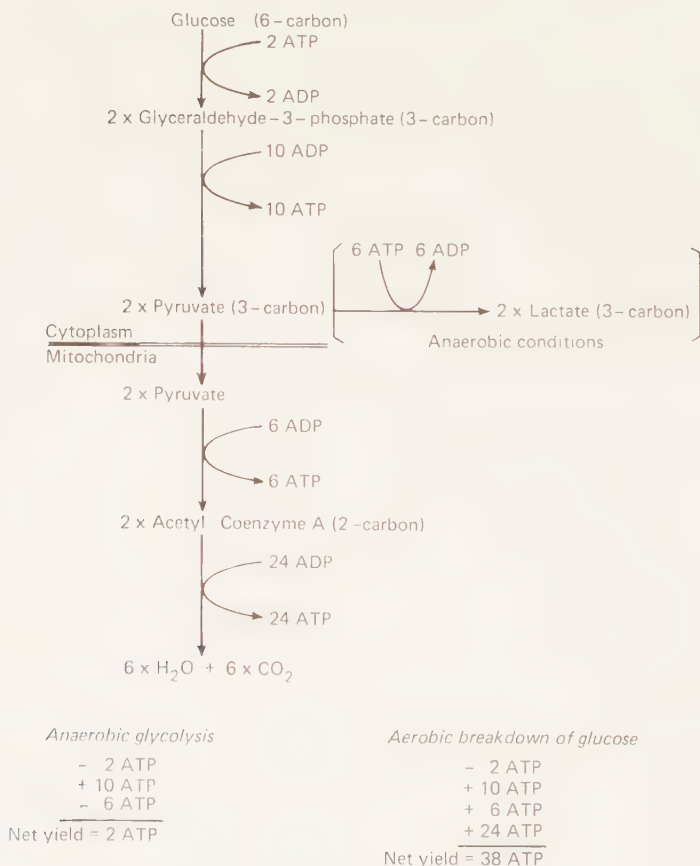 Glucose (6-carbon)
2 ATP
2 ADP
2 x Glyceraldehyde-3-phosphate (3-carbon)
10 ADP
10 ATP
6 ATP 6 ADP
2 x Pyruvate (3-carbon)
2 x Lactate (3-carbon)
Cytoplasm
Anaerobic conditions
Mitochondria
2 x Pyruvate
6 ADP
6 ATP
2 x Acetyl Coenzyme A (2-carbon)
24 ADP
24 ATP
6 x H₂O + 6 x CO₂
Anaerobic glycolysis
- 2 ATP
+ 10 ATP
- 6 ATP
Net yield = 2 ATP
Aerobic breakdown of glucose
- 2 ATP
+ 10 ATP
+ 6 ATP
+ 24 ATP
Net yield = 38 ATP